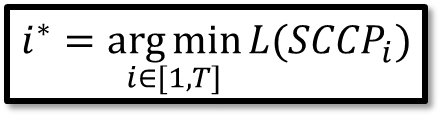 i* = arg min L(SCCP_i)
i∈[1,T]